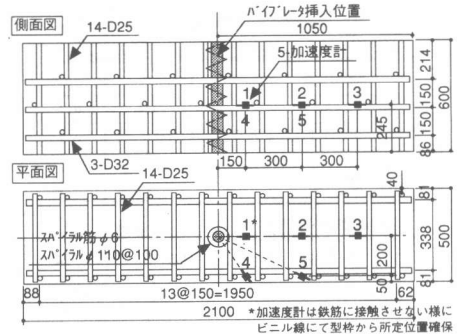 側面図
14-D25
ﾊﾞｲﾌﾞﾚｰﾀ挿入位置
1050
5-加速度計
1
2
3
4
5
214
150
150
86
600
245
150
300
300
3-D32
平面図
14-D25
40
81
ｽﾊﾟｲﾗﾙ筋φ6
ｽﾊﾟｲﾗﾙφ110@100
1*
2
3
4
5
338
500
200
50
81
88
13@150=1950
62
2100
*加速度計は鉄筋に接触させない様に
ビニル線にて型枠から所定位置確保